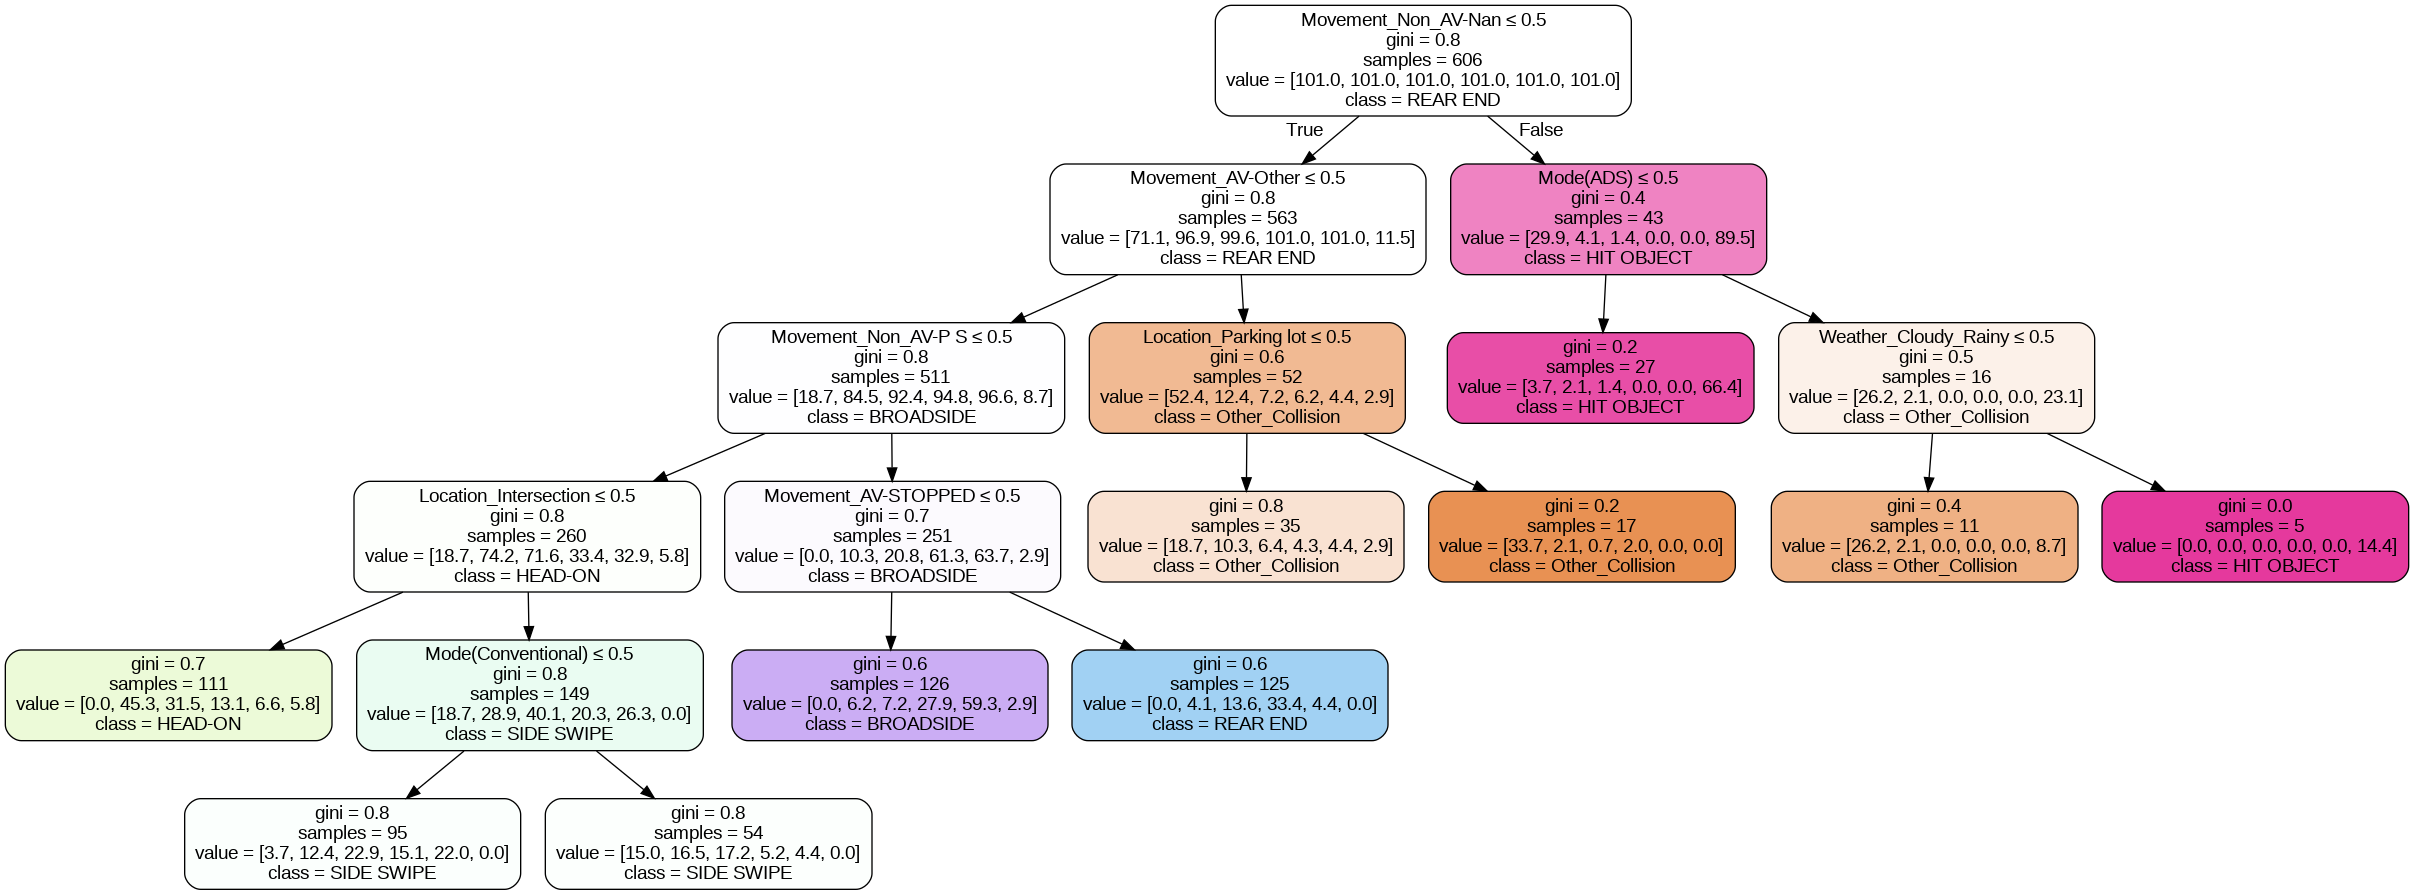 Movement_Non_AV-Nan ≤ 0.5
gini = 0.8
samples = 606
value = [101.0, 101.0, 101.0, 101.0, 101.0, 101.0]
class = REAR END
True
False
Movement_AV-Other ≤ 0.5
gini = 0.8
samples = 563
value = [71.1, 96.9, 99.6, 101.0, 101.0, 11.5]
class = REAR END
Mode(ADS) ≤ 0.5
gini = 0.4
samples = 43
value = [29.9, 4.1, 1.4, 0.0, 0.0, 89.5]
class = HIT OBJECT
Movement_Non_AV-P S ≤ 0.5
gini = 0.8
samples = 511
value = [18.7, 84.5, 92.4, 94.8, 96.6, 8.7]
class = BROADSIDE
Location_Parking lot ≤ 0.5
gini = 0.6
samples = 52
value = [52.4, 12.4, 7.2, 6.2, 4.4, 2.9]
class = Other_Collision
gini = 0.2
samples = 27
value = [3.7, 2.1, 1.4, 0.0, 0.0, 66.4]
class = HIT OBJECT
Weather_Cloudy_Rainy ≤ 0.5
gini = 0.5
samples = 16
value = [26.2, 2.1, 0.0, 0.0, 0.0, 23.1]
class = Other_Collision
Location_Intersection ≤ 0.5
gini = 0.8
samples = 260
value = [18.7, 74.2, 71.6, 33.4, 32.9, 5.8]
class = HEAD-ON
Movement_AV-STOPPED ≤ 0.5
gini = 0.7
samples = 251
value = [0.0, 10.3, 20.8, 61.3, 63.7, 2.9]
class = BROADSIDE
gini = 0.8
samples = 35
value = [18.7, 10.3, 6.4, 4.3, 4.4, 2.9]
class = Other_Collision
gini = 0.2
samples = 17
value = [33.7, 2.1, 0.7, 2.0, 0.0, 0.0]
class = Other_Collision
gini = 0.4
samples = 11
value = [26.2, 2.1, 0.0, 0.0, 0.0, 8.7]
class = Other_Collision
gini = 0.0
samples = 5
value = [0.0, 0.0, 0.0, 0.0, 0.0, 14.4]
class = HIT OBJECT
gini = 0.7
samples = 111
value = [0.0, 45.3, 31.5, 13.1, 6.6, 5.8]
class = HEAD-ON
Mode(Conventional) ≤ 0.5
gini = 0.8
samples = 149
value = [18.7, 28.9, 40.1, 20.3, 26.3, 0.0]
class = SIDE SWIPE
gini = 0.6
samples = 126
value = [0.0, 6.2, 7.2, 27.9, 59.3, 2.9]
class = BROADSIDE
gini = 0.6
samples = 125
value = [0.0, 4.1, 13.6, 33.4, 4.4, 0.0]
class = REAR END
gini = 0.8
samples = 95
value = [3.7, 12.4, 22.9, 15.1, 22.0, 0.0]
class = SIDE SWIPE
gini = 0.8
samples = 54
value = [15.0, 16.5, 17.2, 5.2, 4.4, 0.0]
class = SIDE SWIPE